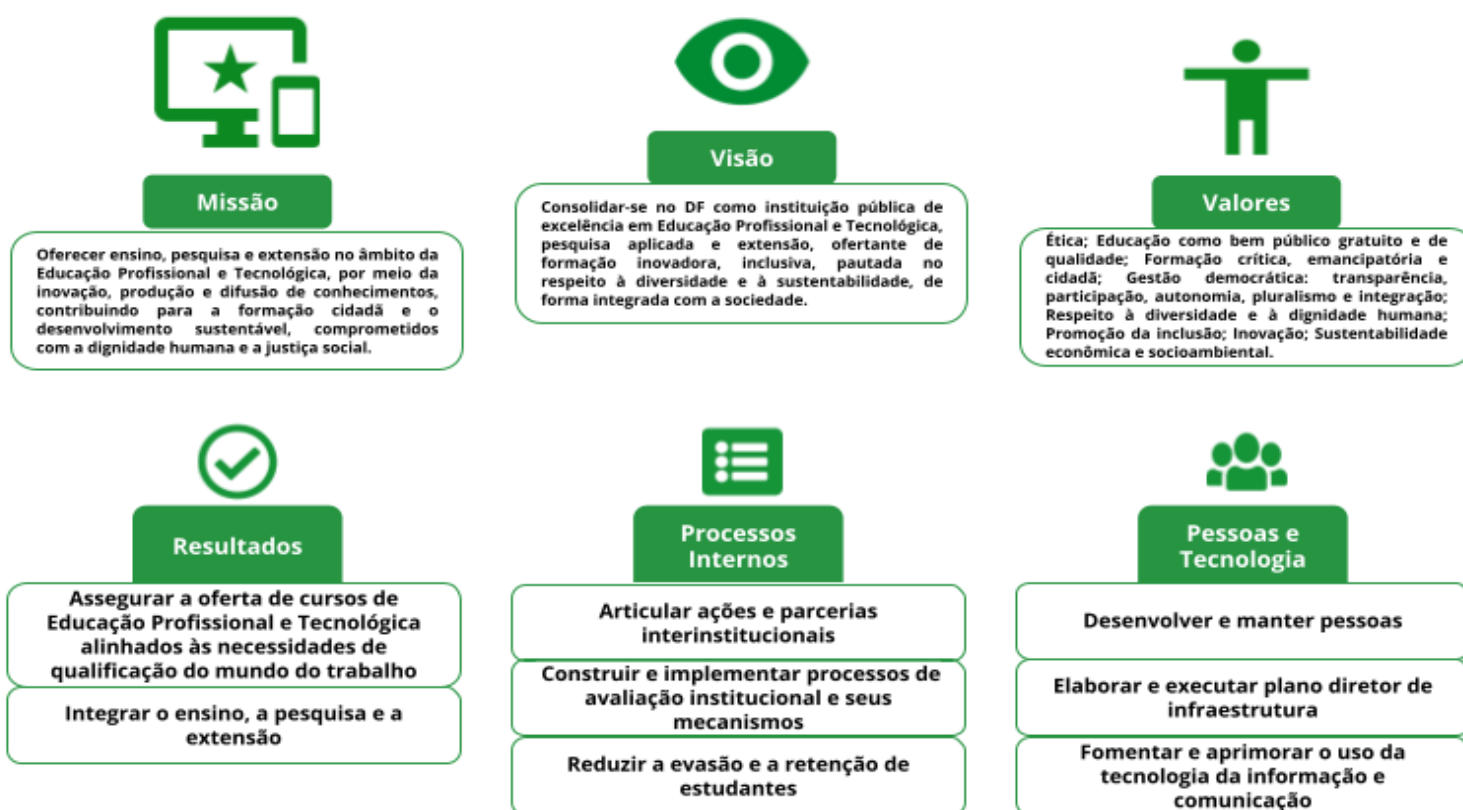 Missão
Oferecer ensino, pesquisa e extensão no âmbito da
Educação Profissional e Tecnológica, por meio da
inovação, produção e difusão de conhecimentos,
contribuindo para a formação cidadã e o
desenvolvimento sustentável, comprometidos
com a dignidade humana e a justiça social.
Visão
Consolidar-se no DF como instituição pública de
excelência em Educação Profissional e Tecnológica,
pesquisa aplicada e extensão, ofertante de
formação inovadora, inclusiva, pautada no
respeito à diversidade e à sustentabilidade, de
forma integrada com a sociedade.
Valores
Ética; Educação como bem público gratuito e de
qualidade; Formação crítica, emancipatória e
cidadã; Gestão democrática: transparência,
participação, autonomia, pluralismo e integração;
Respeito à diversidade e à dignidade humana;
Promoção da inclusão; Inovação; Sustentabilidade
econômica e socioambiental.
Resultados
Assegurar a oferta de cursos de
Educação Profissional e Tecnológica
alinhados às necessidades de
qualificação do mundo do trabalho
Integrar o ensino, a pesquisa e a
extensão
Processos
Internos
Articular ações e parcerias
interinstitucionais
Construir e implementar processos de
avaliação institucional e seus
mecanismos
Reduzir a evasão e a retenção de
estudantes
Pessoas e
Tecnologia
Desenvolver e manter pessoas
Elaborar e executar plano diretor de
infraestrutura
Fomentar e aprimorar o uso da
tecnologia da informação e
comunicação